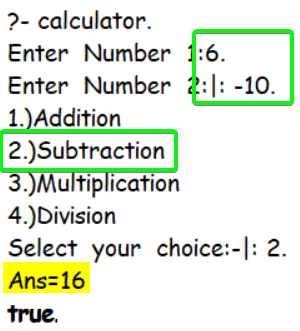 ?- calculator.
Enter Number 1:6.
Enter Number 2:|: -10.
1.)Addition
2.)Subtraction
3.)Multiplication
4.)Division
Select your choice:-|: 2.
Ans=16
true.